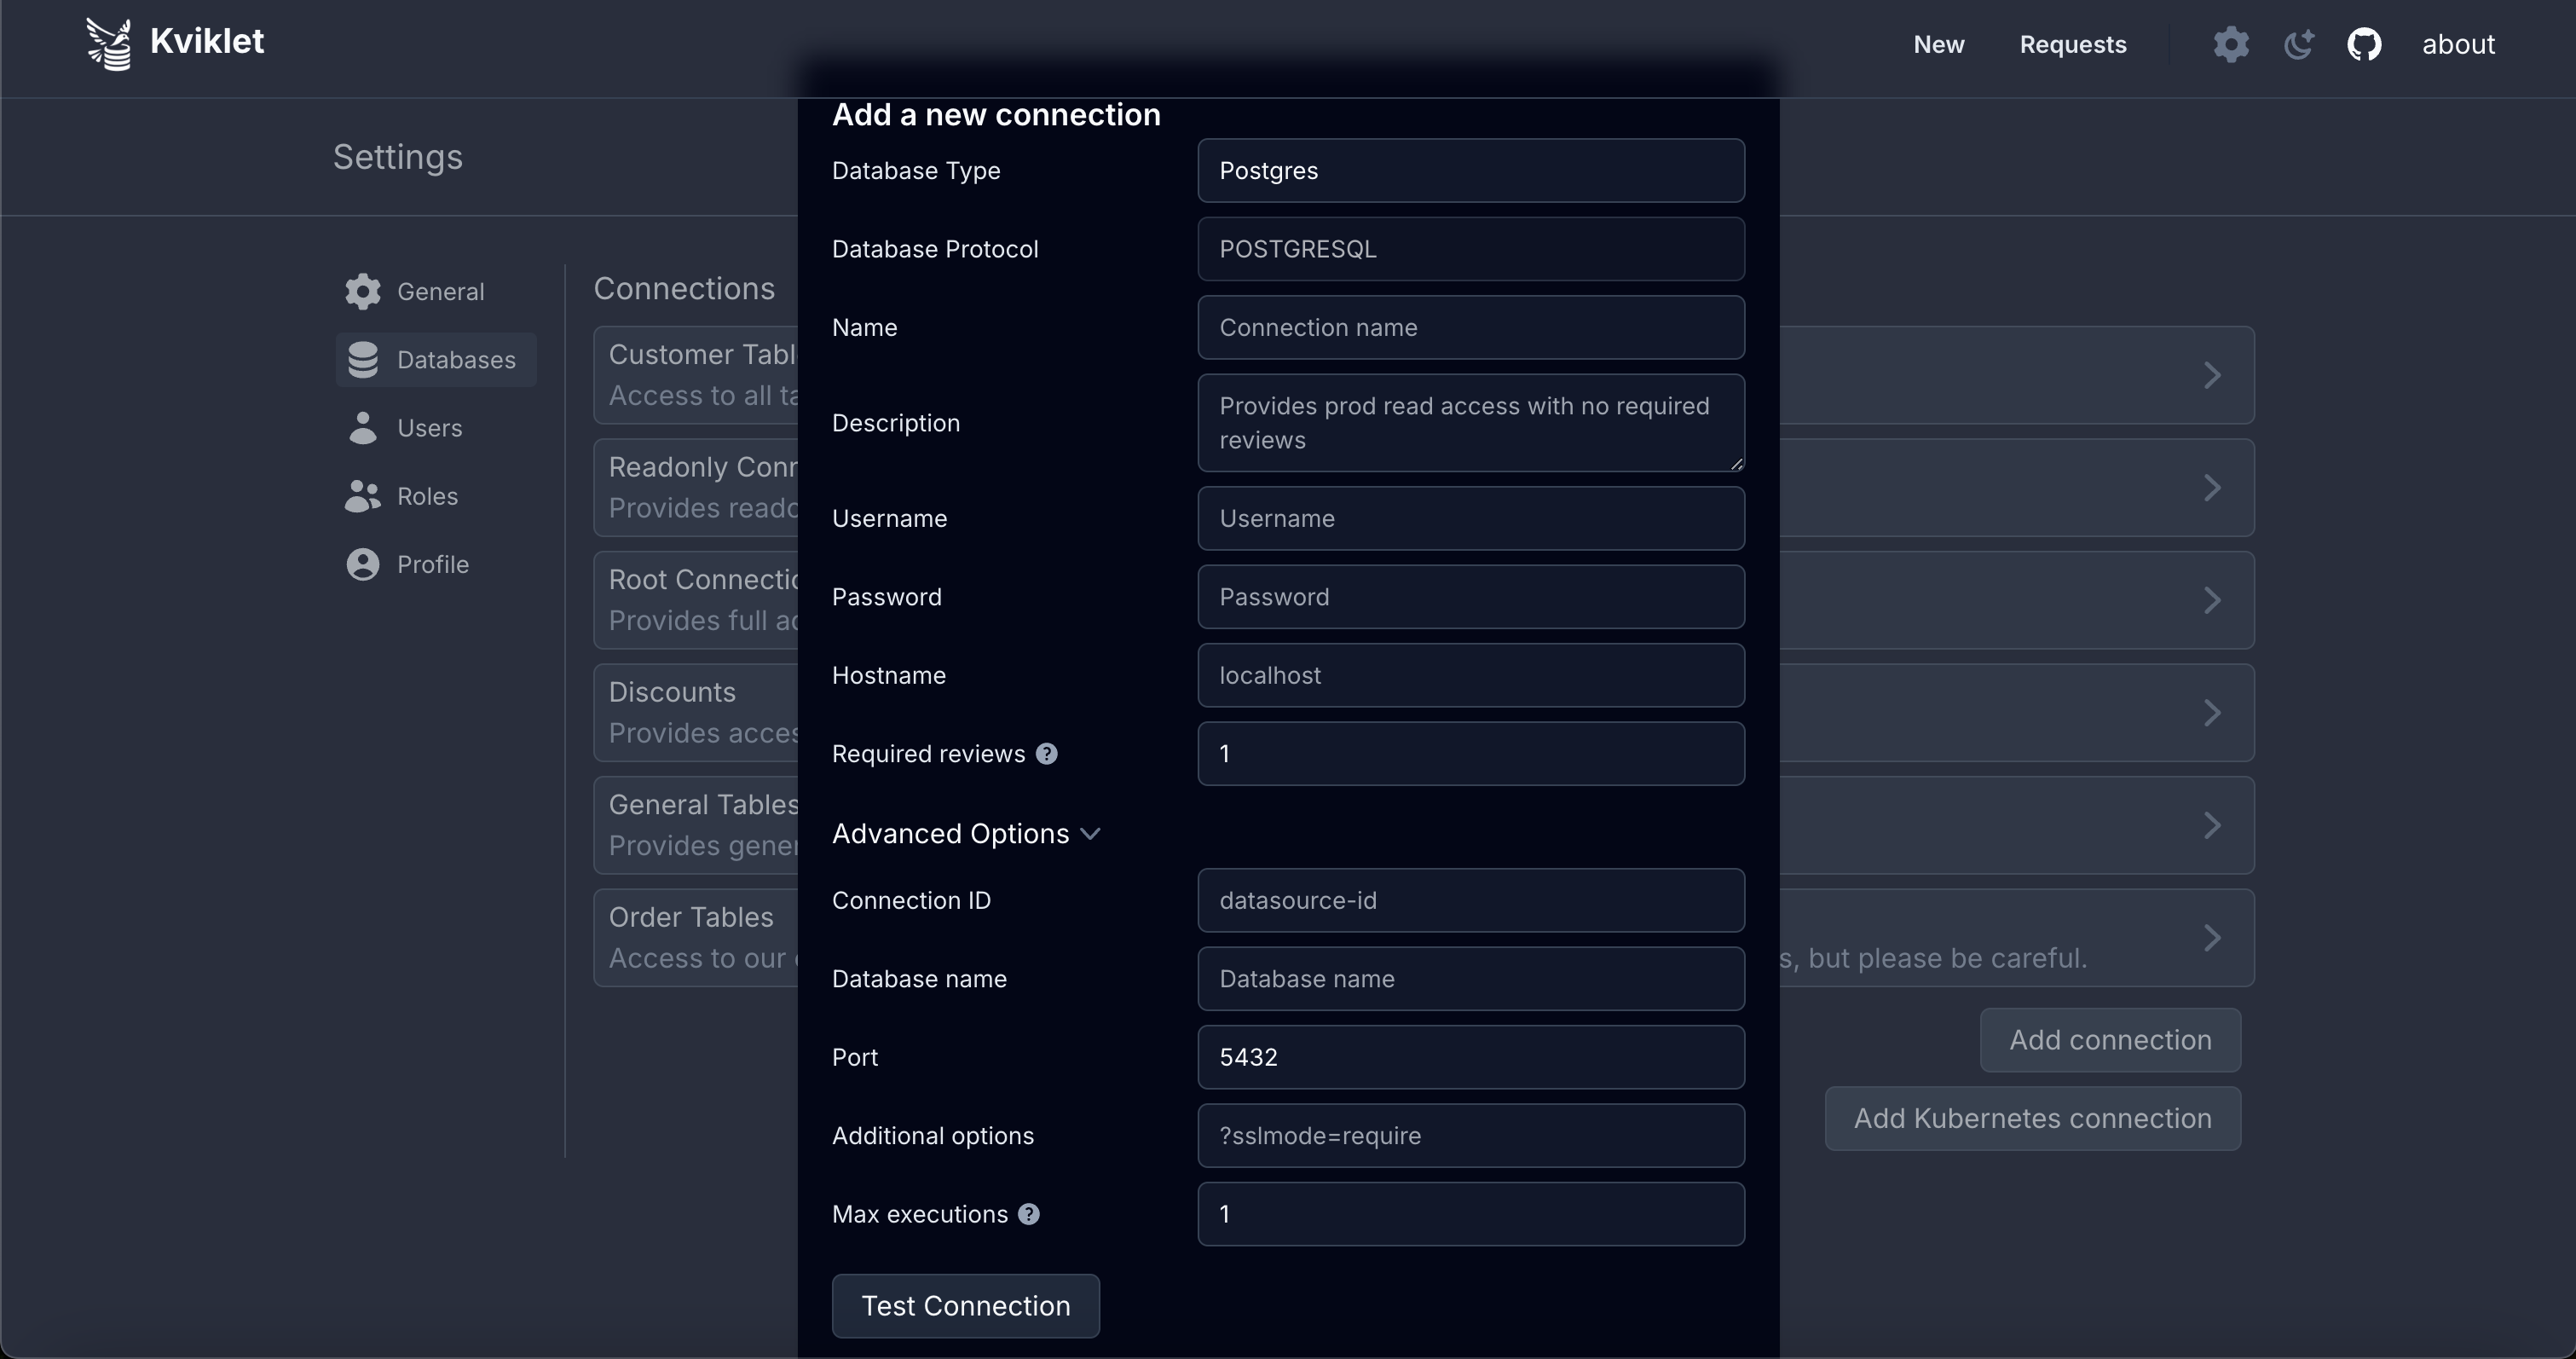 Kviklet
New
Requests
about
Settings
General
Databases
Users
Roles
Profile
Connections
Customer Tabl
Access to all ta
Readonly Conn
Provides reado
Root Connectio
Provides full ac
Discounts
Provides acces
General Tables
Provides gener
Order Tables
Access to our
s, but please be careful.
Add connection
Add Kubernetes connection
Add a new connection
Database Type
Postgres
Database Protocol
POSTGRESQL
Name
Connection name
Description
Provides prod read access with no required
reviews
Username
Username
Password
Password
Hostname
localhost
Required reviews ?
1
Advanced Options
Connection ID
datasource-id
Database name
Database name
Port
5432
Additional options
?sslmode=require
Max executions ?
1
Test Connection